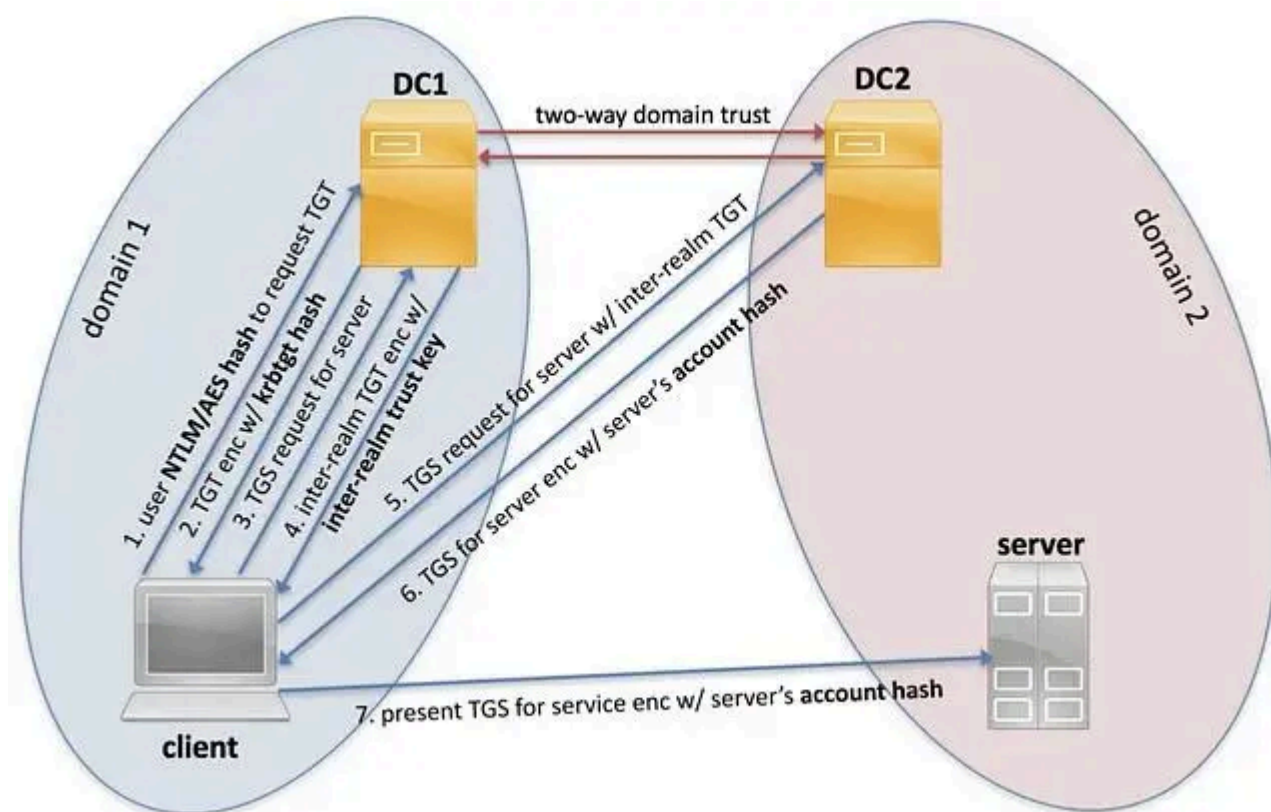 DC1
DC2
two-way domain trust
domain 1
domain 2
1. user NTLM/AES hash to request TGT
2. TGT enc w/ krbtgt hash
3. TGS request for server
4. inter-realm TGT enc w/
inter-realm trust key
5. TGS request for server w/ inter-realm TGT
6. TGS for server enc w/ server's account hash
server
7. present TGS for service enc w/ server's account hash
client